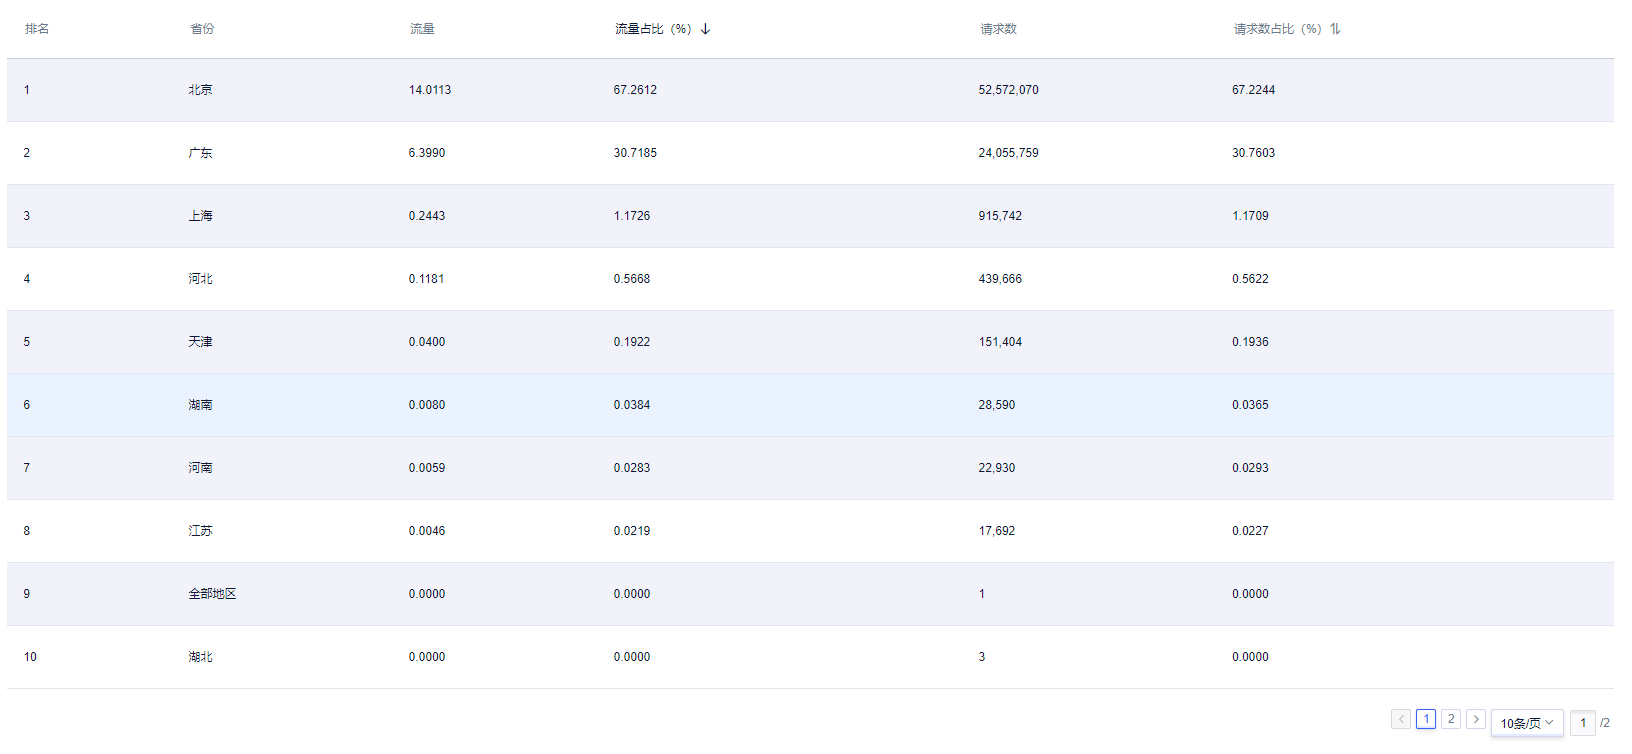 排名 省份 流量 流量占比（%） 请求数 请求数占比（%）
1 北京 14.0113 67.2612 52,572,070 67.2244
2 广东 6.3990 30.7185 24,055,759 30.7603
3 上海 0.2443 1.1726 915,742 1.1709
4 河北 0.1181 0.5668 439,666 0.5622
5 天津 0.0400 0.1922 151,404 0.1936
6 湖南 0.0080 0.0384 28,590 0.0365
7 河南 0.0059 0.0283 22,930 0.0293
8 江苏 0.0046 0.0219 17,692 0.0227
9 全部地区 0.0000 0.0000 1 0.0000
10 湖北 0.0000 0.0000 3 0.0000
1 2 10条/页 1 /2